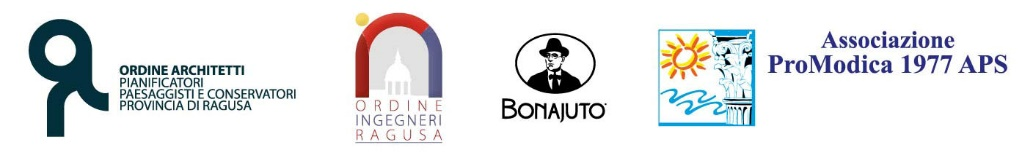 ORDINE ARCHITETTI
PIANIFICATORI
PAESAGGISTI E CONSERVATORI
PROVINCIA DI RAGUSA
ORDINE
INGEGNERI
RAGUSA
BONAJUTO
Associazione
ProModica 1977 APS